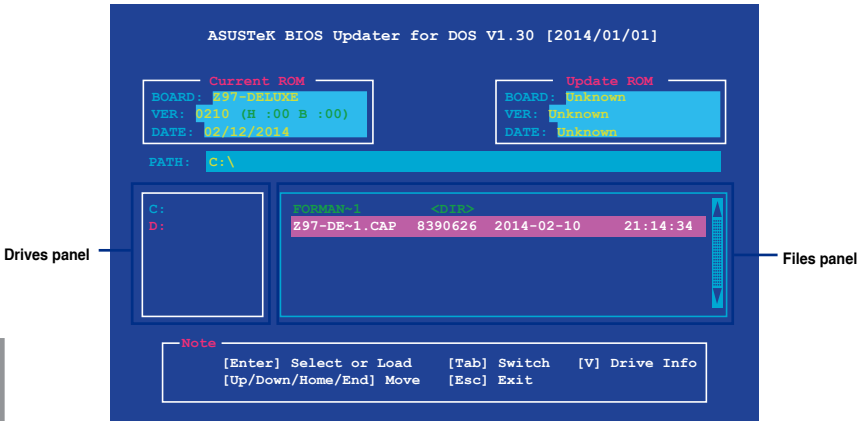 ASUSTeK BIOS Updater for DOS V1.30 [2014/01/01]
Current ROM
BOARD: Z97-DELUXE
VER: 0210 (H :00 B :00)
DATE: 02/12/2014
Update ROM
BOARD: Unknown
VER: Unknown
DATE: Unknown
PATH: C:\
C:
D:
FORMAN~1 <DIR>
Z97-DE~1.CAP 8390626 2014-02-10 21:14:34
Drives panel
Files panel
Note
[Enter] Select or Load [Tab] Switch [V] Drive Info
[Up/Down/Home/End] Move [Esc] Exit